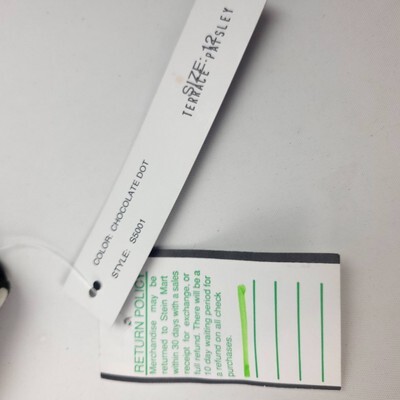 SIZE: 12
TERRACE PAISLEY
COLOR: CHOCOLATE DOT
STYLE: S5001
RETURN POLIC
Merchandise may be
returned to Stein Mart
within 30 days with a sales
receipt for exchange, or
full refund. There will be a
10 day waiting period for
a refund on all check
purchases.